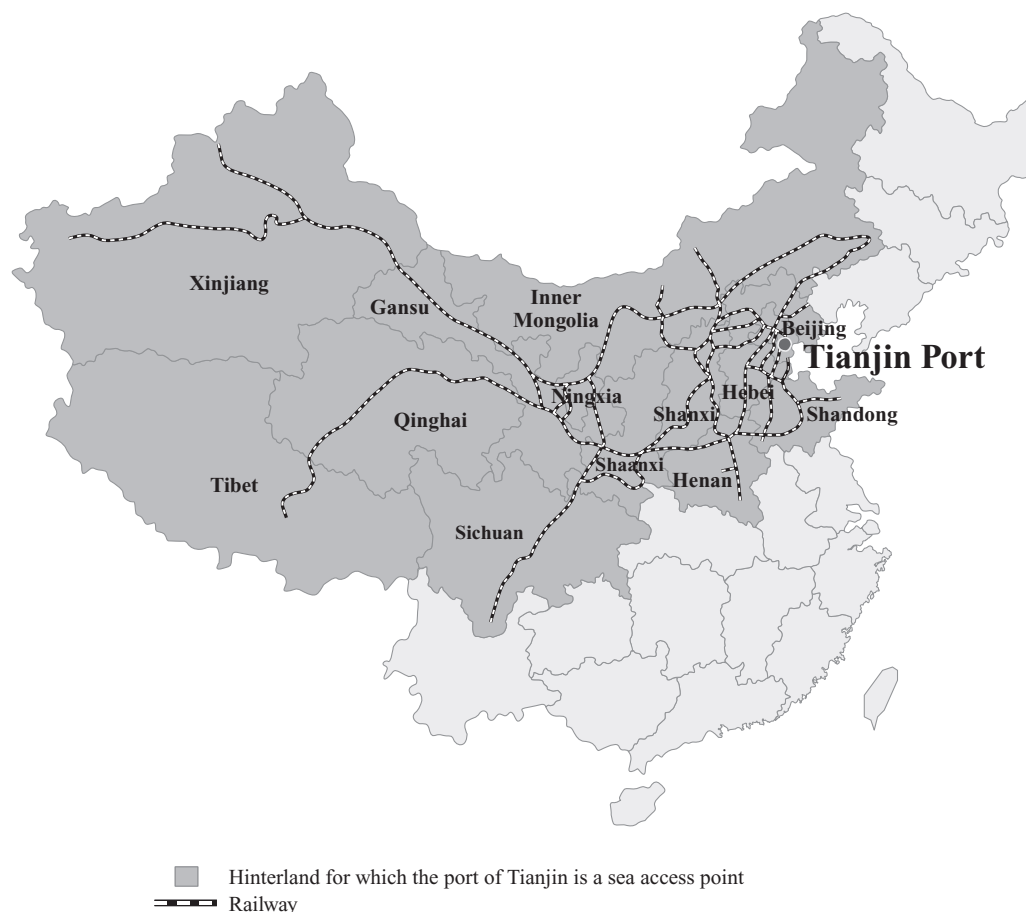 Xinjiang
Gansu
Inner
Mongolia
Beijing
Tianjin Port
Ningxia
Hebei
Qinghai
Shanxi
Shandong
Shaanxi
Henan
Tibet
Sichuan
Hinterland for which the port of Tianjin is a sea access point
Railway